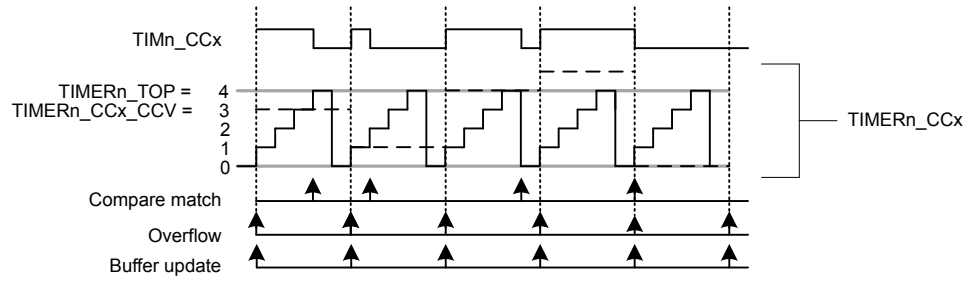 TIMn_CCx
TIMERn_TOP = 4
TIMERn_CCx_CCV = 3
2
1
0
TIMERn_CCx
Compare match
Overflow
Buffer update